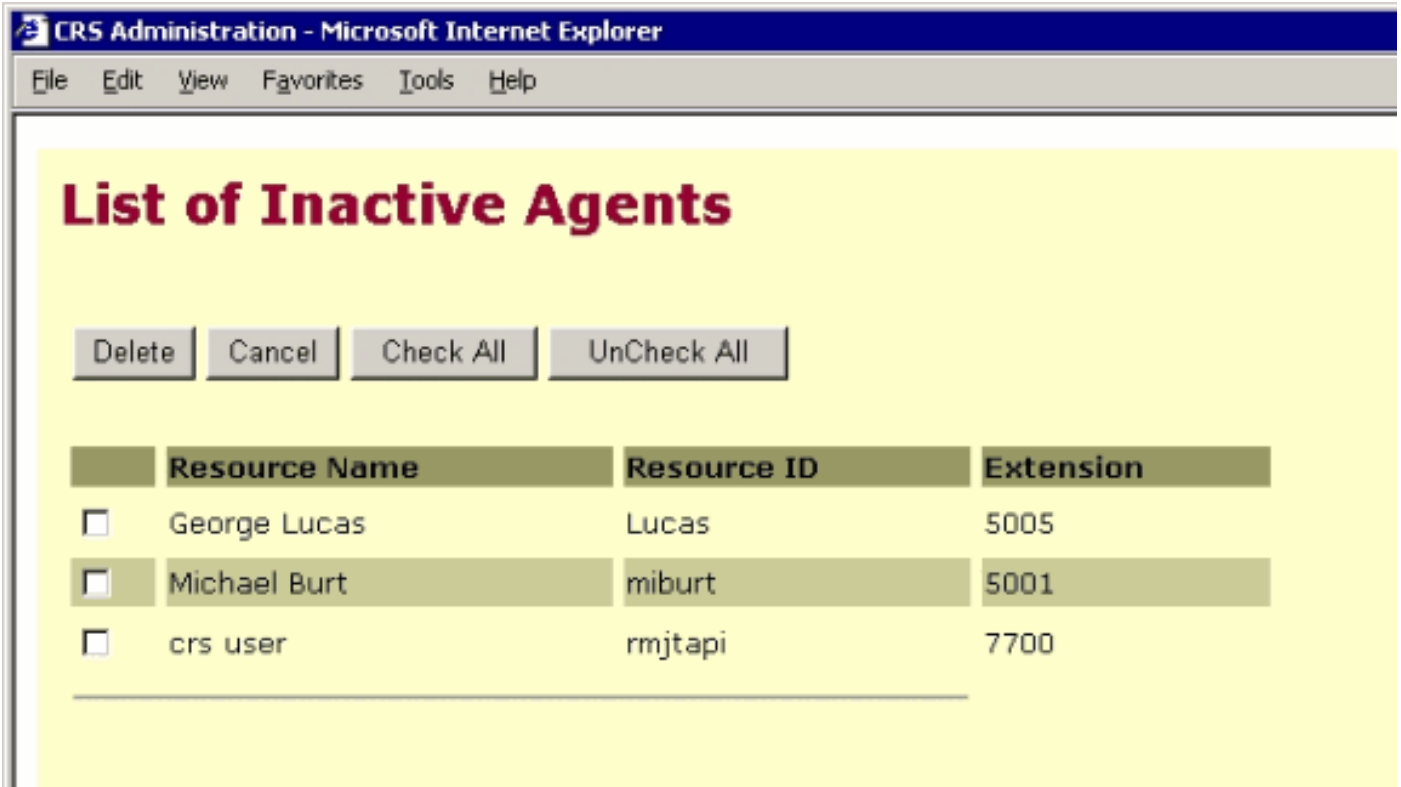 CRS Administration - Microsoft Internet Explorer
File Edit View Favorites Tools Help
List of Inactive Agents
Delete Cancel Check All UnCheck All
Resource Name Resource ID Extension
George Lucas Lucas 5005
Michael Burt miburt 5001
crs user rmjtapi 7700